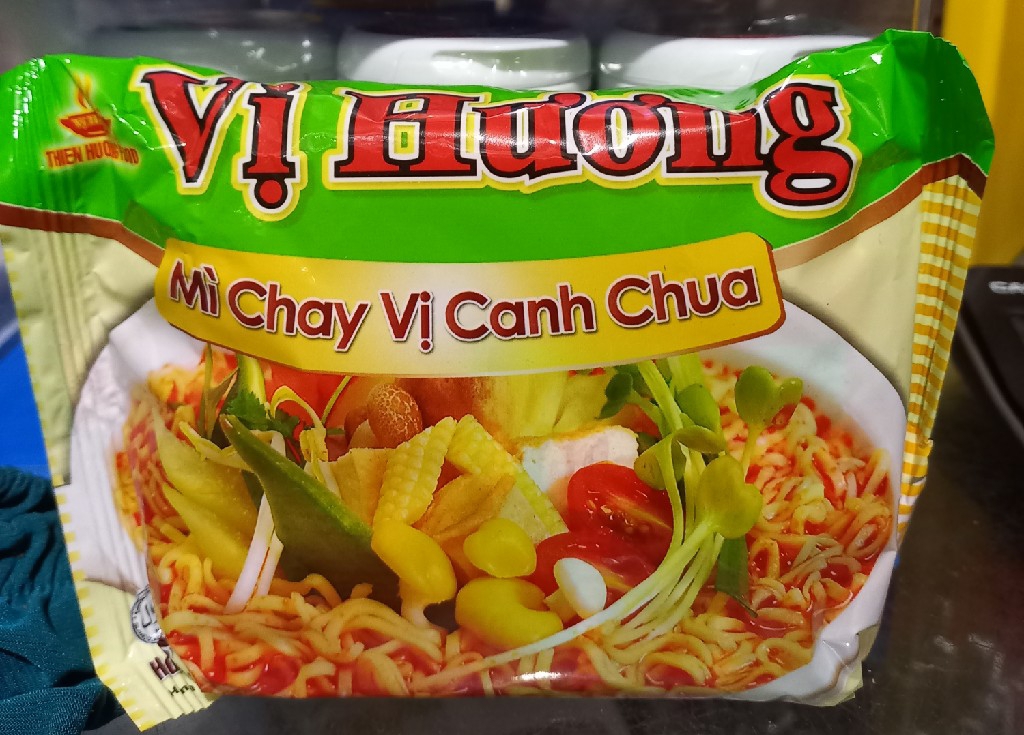 Vị Hương
THIEN HUONG FOOD
Mì Chay Vị Canh Chua